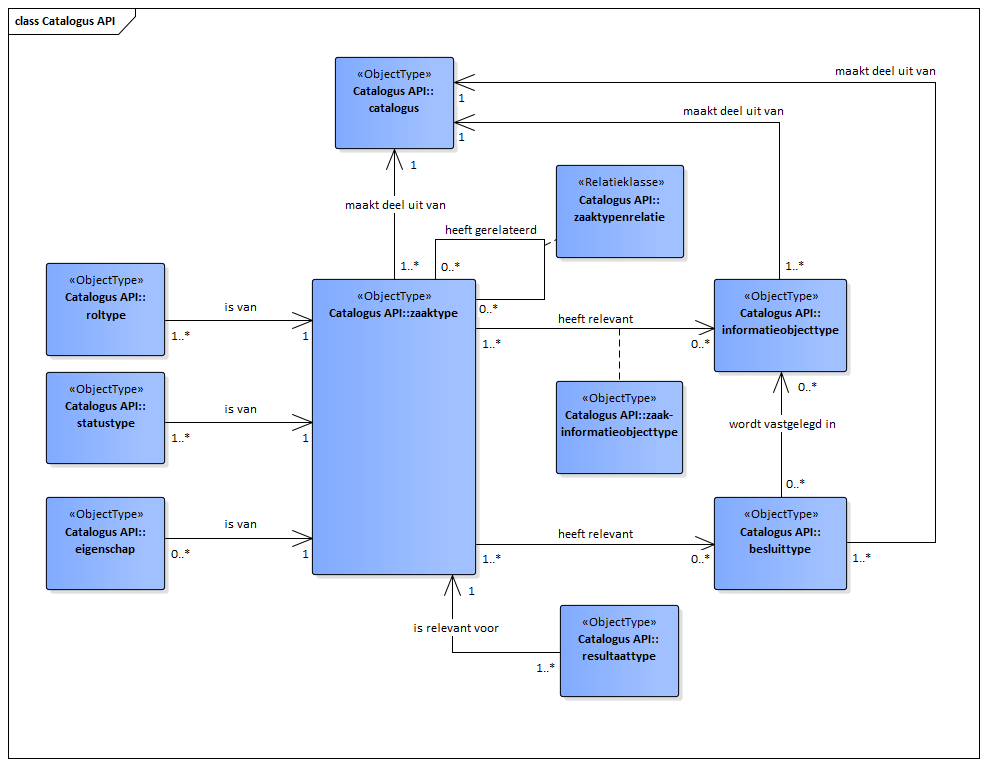 class Catalogus API
«ObjectType»
Catalogus API::
catalogus
maakt deel uit van
1
maakt deel uit van
1
1
maakt deel uit van
1..*
«Relatieklasse»
Catalogus API::
zaaktypenrelatie
heeft gerelateerd
0..*
0..*
1..*
«ObjectType»
Catalogus API::
roltype
is van
1..*
1
«ObjectType»
Catalogus API::zaaktype
heeft relevant
1..*
0..*
«ObjectType»
Catalogus API::
informatieobjecttype
«ObjectType»
Catalogus API::
statustype
is van
1..*
1
«ObjectType»
Catalogus API::zaak-
informatieobjecttype
0..*
wordt vastgelegd in
0..*
«ObjectType»
Catalogus API::
eigenschap
is van
0..*
1
heeft relevant
1..*
0..*
«ObjectType»
Catalogus API::
besluittype
1..*
1
is relevant voor
1..*
«ObjectType»
Catalogus API::
resultaattype